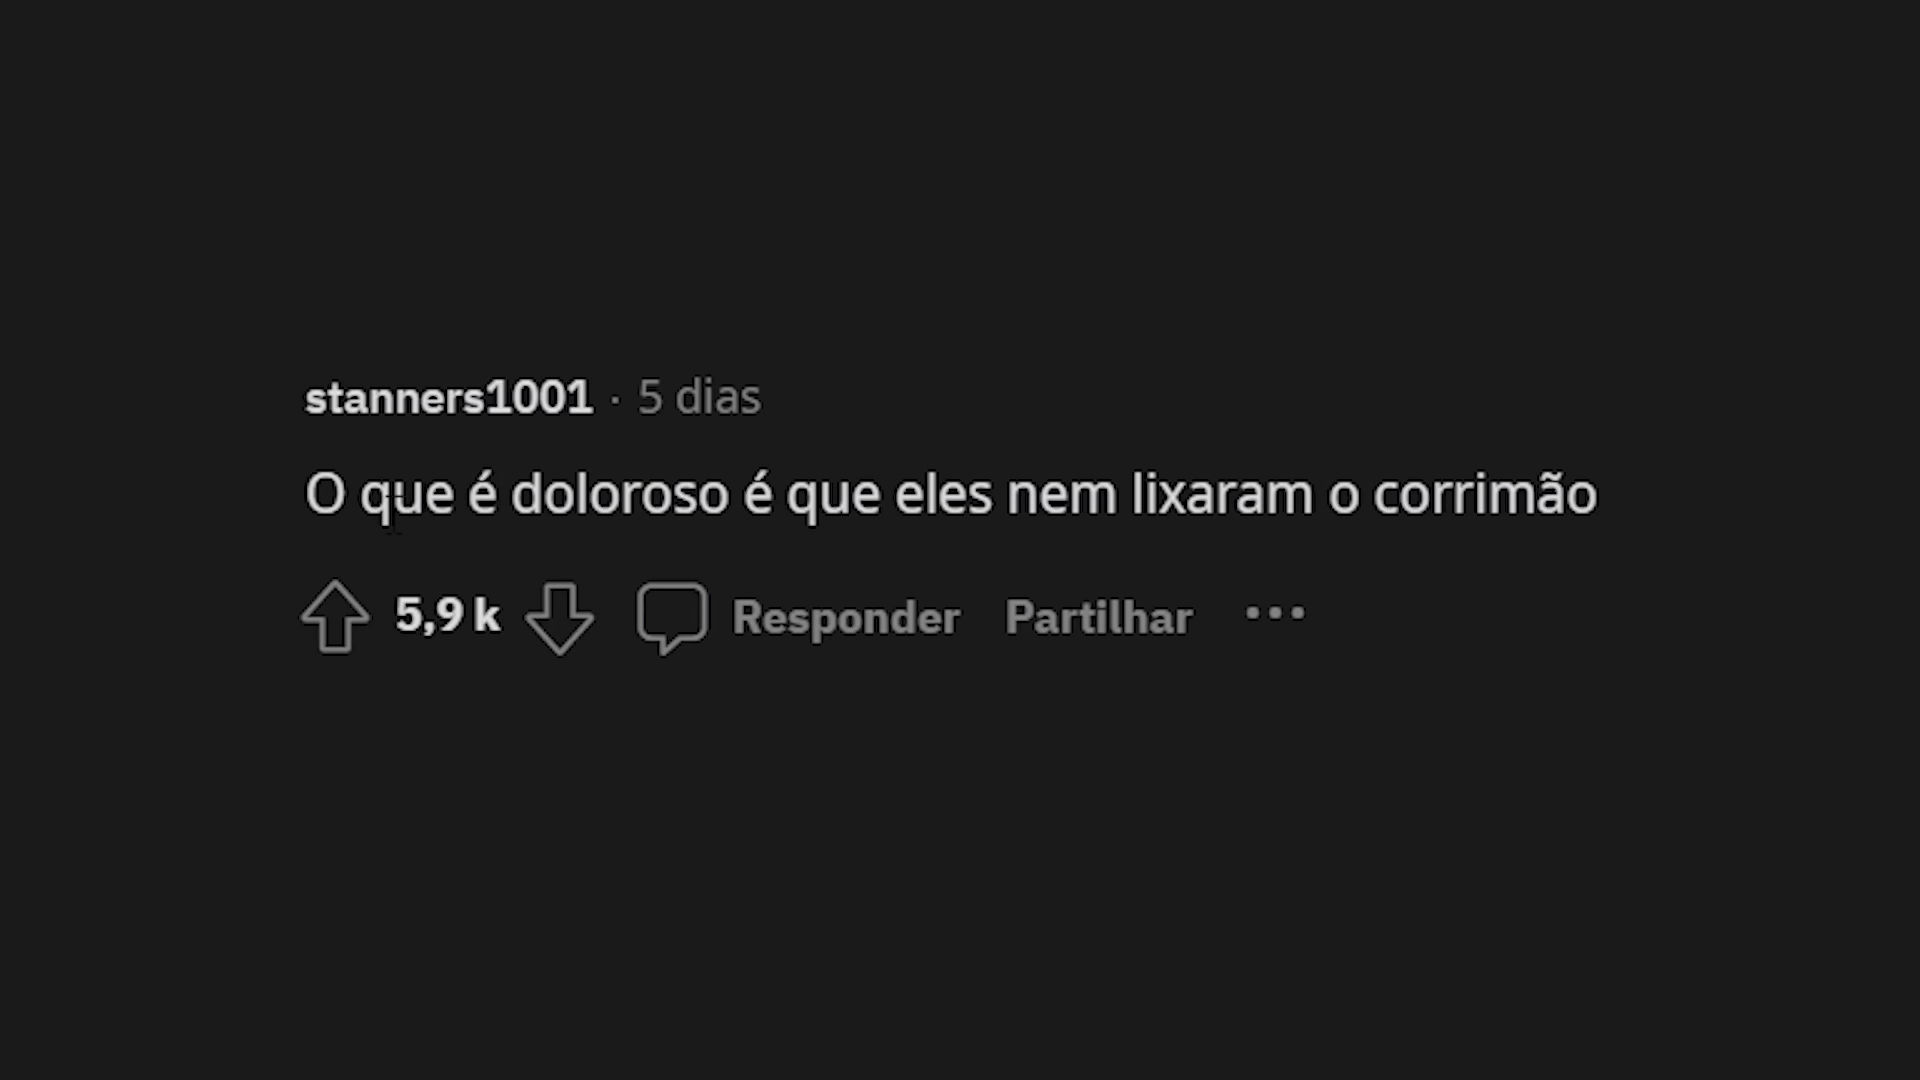 stanners1001 · 5 dias
O que é doloroso é que eles nem lixaram o corrimão
5,9 k Responder Partilhar ...